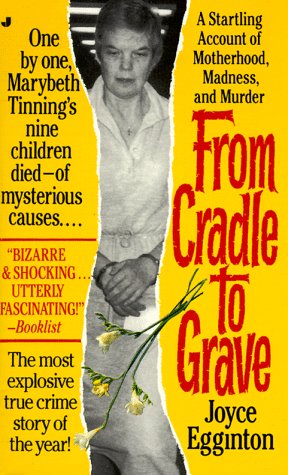 J
One
by one,
Marybeth
Tinning's
nine
children
died—of
mysterious
causes....
"BIZARRE
& SHOCKING...
UTTERLY
FASCINATING!"
—Booklist
The most
explosive
true crime
story of
the year!
A Startling
Account of
Motherhood,
Madness,
and Murder
From
Cradle
to
Grave
Joyce
Egginton